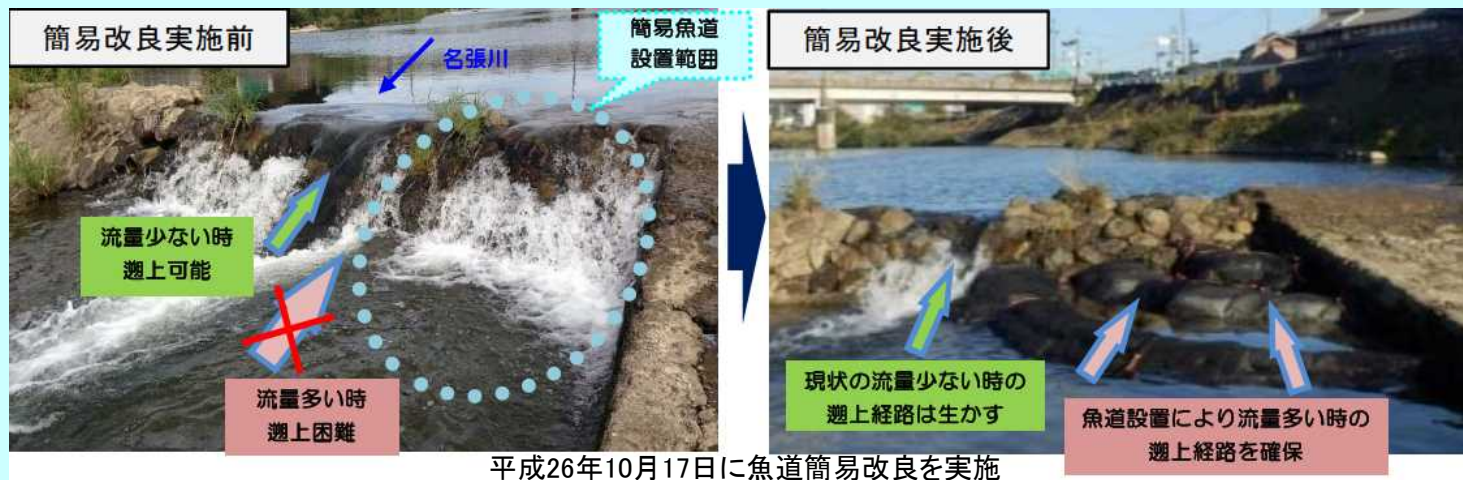 簡易改良実施前
名張川
簡易魚道
設置範囲
流量少ない時
遡上可能
流量多い時
遡上困難
簡易改良実施後
現状の流量少ない時の
遡上経路は生かす
魚道設置により流量多い時の
遡上経路を確保
平成26年10月17日に魚道簡易改良を実施